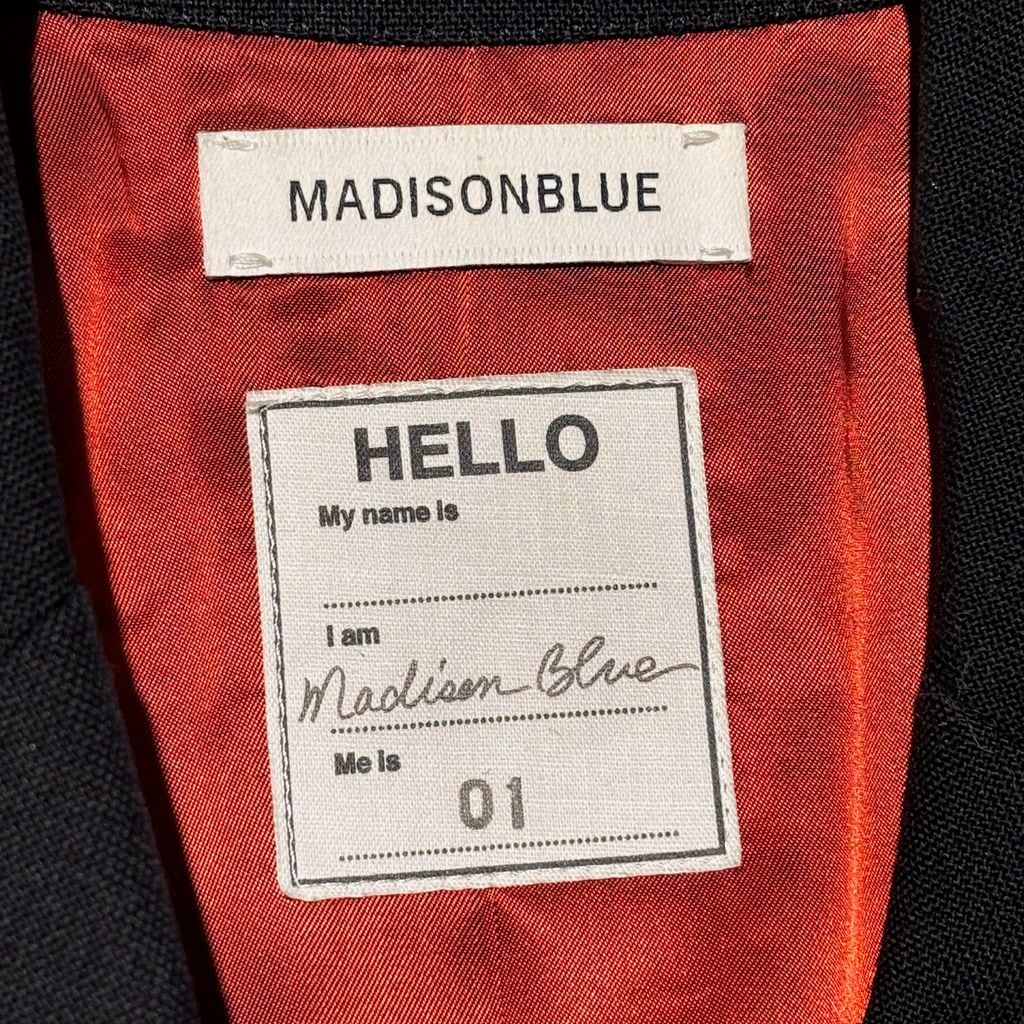 MADISONBLUE
HELLO
My name is
I am
Madison Blue
Me is
01